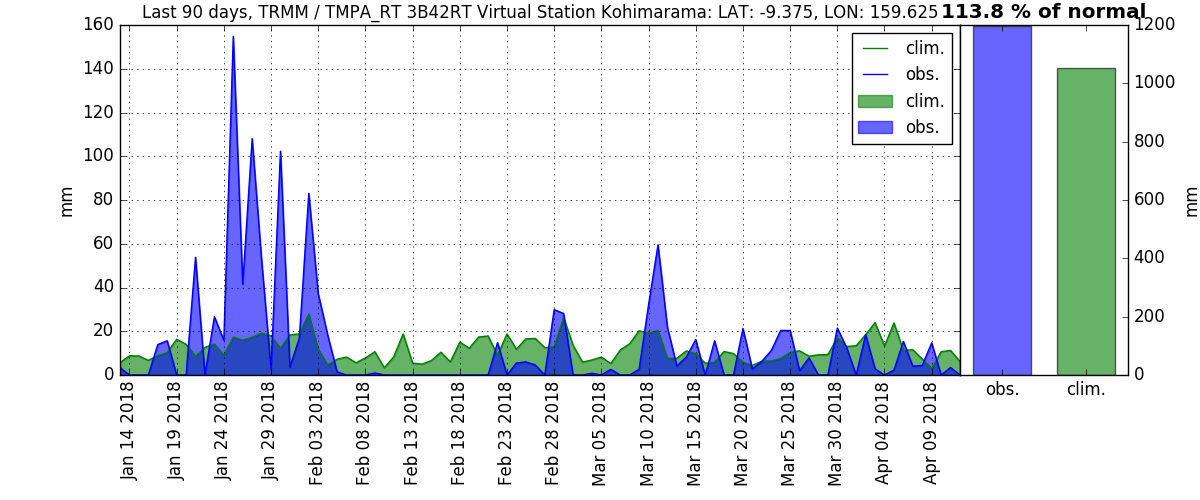 Last 90 days, TRMM / TMPA_RT 3B42RT Virtual Station Kohimarama: LAT: -9.375, LON: 159.625
113.8 % of normal
mm
160
140
120
100
80
60
40
20
0
clim.
obs.
clim.
obs.
Jan 14 2018
Jan 19 2018
Jan 24 2018
Jan 29 2018
Feb 03 2018
Feb 08 2018
Feb 13 2018
Feb 18 2018
Feb 23 2018
Feb 28 2018
Mar 05 2018
Mar 10 2018
Mar 15 2018
Mar 20 2018
Mar 25 2018
Mar 30 2018
Apr 04 2018
Apr 09 2018
obs.
clim.
1200
1000
800
600
400
200
0
mm